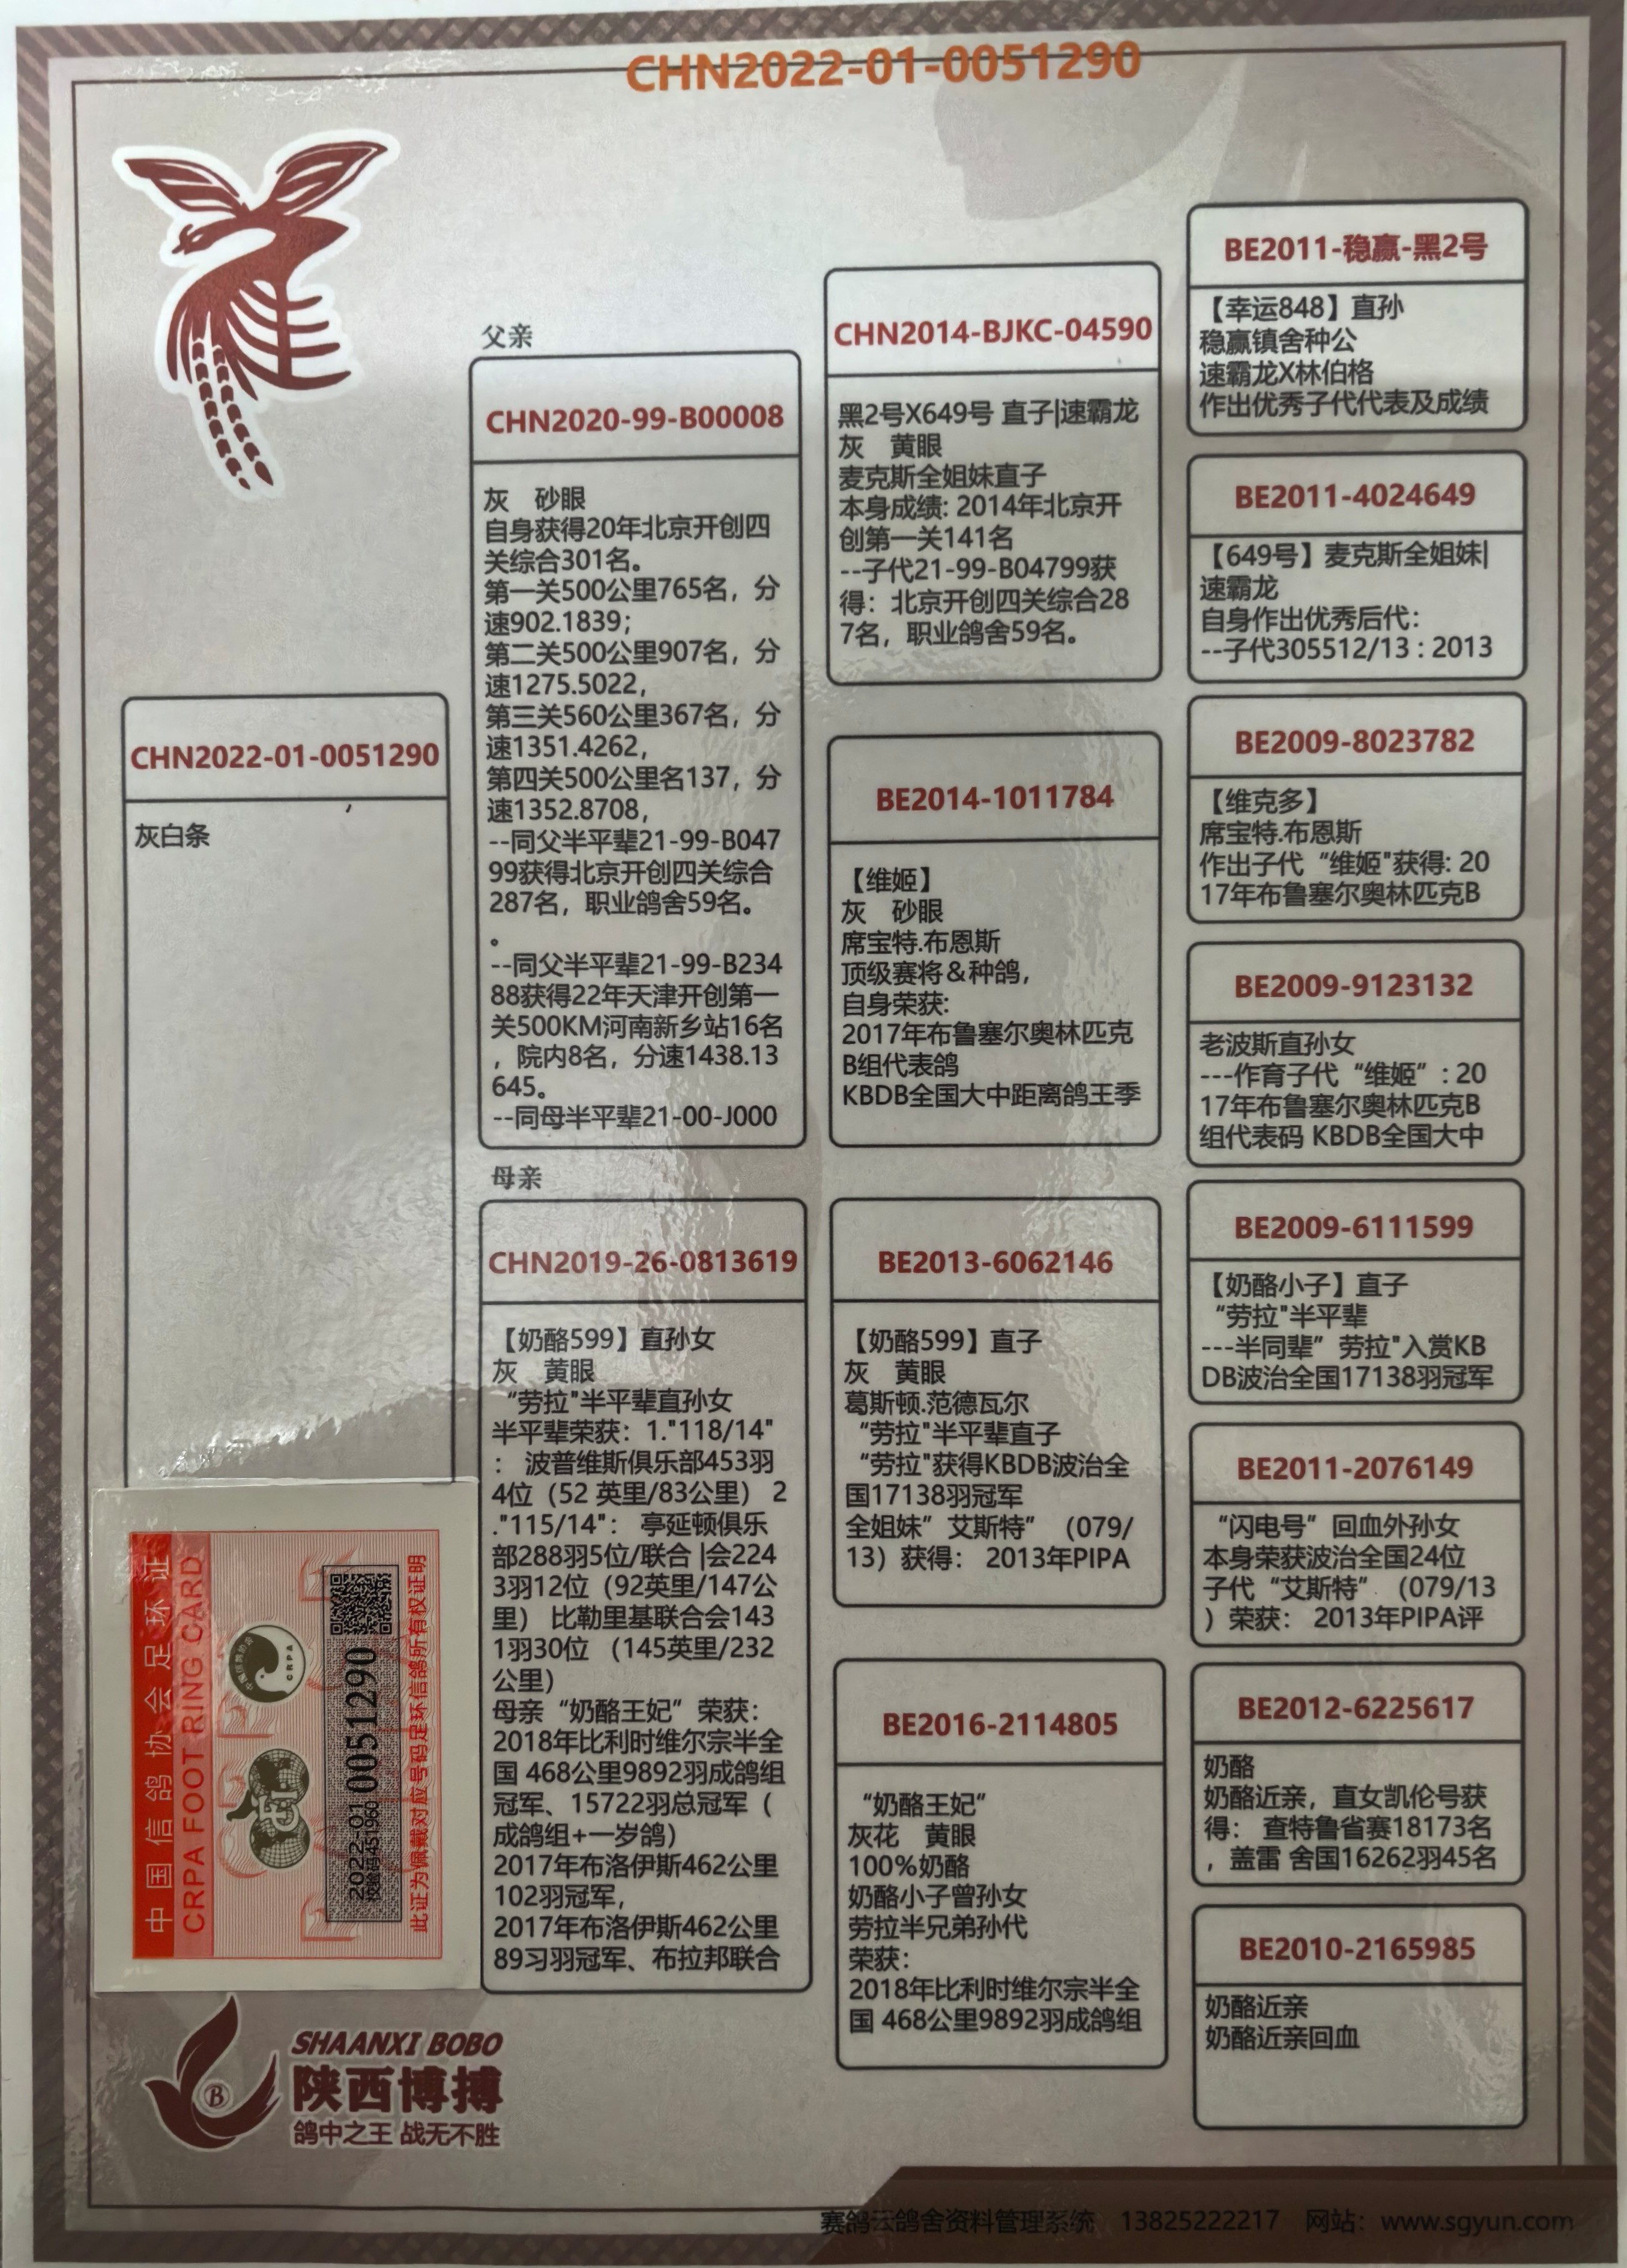 CHN2022-01-0051290
CHN2022-01-0051290
灰白条
父亲
CHN2020-99-B00008
灰 砂眼
自身获得20年北京开创四
关综合301名。
第一关500公里765名，分
速902.1839；
第二关500公里907名，分
速1275.5022，
第三关560公里367名，分
速1351.4262，
第四关500公里名137，分
速1352.8708，
--同父半平辈21-99-B047
99获得北京开创四关综合
287名，职业鸽舍59名。
。
--同父半平辈21-99-B234
88获得22年天津开创第一
关500KM河南新乡站16名
，院内8名，分速1438.13
645。
--同母半平辈21-00-J000
母亲
CHN2019-26-0813619
【奶酪599】直孙女
灰 黄眼
“劳拉"半平辈直孙女
半平辈荣获：1."118/14"
： 波普维斯俱乐部453羽
4位（52 英里/83公里） 2
."115/14"： 亭延顿俱乐
部288羽5位/联合 |会224
3羽12位（92英里/147公
里） 比勒里基联合会143
1羽30位 （145英里/232
公里）
母亲“奶酪王妃”荣获：
2018年比利时维尔宗半全
国 468公里9892羽成鸽组
冠军、15722羽总冠军（
成鸽组+一岁鸽）
2017年布洛伊斯462公里
102羽冠军，
2017年布洛伊斯462公里
89习羽冠军、布拉邦联合
CHN2014-BJKC-04590
黑2号X649号 直子|速霸龙
灰 黄眼
麦克斯全姐妹直子
本身成绩: 2014年北京开
创第一关141名
--子代21-99-B04799获
得：北京开创四关综合28
7名，职业鸽舍59名。
BE2014-1011784
【维姬】
灰 砂眼
席宝特.布恩斯
顶级赛将＆种鸽，
自身荣获:
2017年布鲁塞尔奥林匹克
B组代表鸽
KBDB全国大中距离鸽王季
BE2013-6062146
【奶酪599】直子
灰 黄眼
葛斯顿.范德瓦尔
“劳拉"半平辈直子
“劳拉"获得KBDB波治全
国17138羽冠军
全姐妹”艾斯特” （079/
13）获得： 2013年PIPA
BE2016-2114805
“奶酪王妃”
灰花 黄眼
100%奶酪
奶酪小子曾孙女
劳拉半兄弟孙代
荣获：
2018年比利时维尔宗半全
国 468公里9892羽成鸽组
BE2011-稳赢-黑2号
【幸运848】直孙
稳赢镇舍种公
速霸龙X林伯格
作出优秀子代代表及成绩
BE2011-4024649
【649号】麦克斯全姐妹|
速霸龙
自身作出优秀后代：
--子代305512/13 : 2013
BE2009-8023782
【维克多】
席宝特.布恩斯
作出子代“维姬"获得: 20
17年布鲁塞尔奥林匹克B
BE2009-9123132
老波斯直孙女
---作育子代“维姬”: 20
17年布鲁塞尔奥林匹克B
组代表码 KBDB全国大中
BE2009-6111599
【奶酪小子】直子
“劳拉"半平辈
---半同辈”劳拉"入赏KB
DB波治全国17138羽冠军
BE2011-2076149
“闪电号”回血外孙女
本身荣获波治全国24位
子代“艾斯特” （079/13
）荣获： 2013年PIPA评
BE2012-6225617
奶酪
奶酪近亲，直女凯伦号获
得： 查特鲁省赛18173名
，盖雷 舍国16262羽45名
BE2010-2165985
奶酪近亲
奶酪近亲回血
中国信鸽协会足环证
CRPA FOOT RING CARD
中国信鸽协会
CRPA
2022-01 0051290
校验码451960
此证为佩戴对应号码足环信鸽所有权证明
B
SHAANXI BOBO
陕西博搏
鸽中之王 战无不胜
赛鸽云鸽舍资料管理系统 13825222217 网站：www.sgyun.com